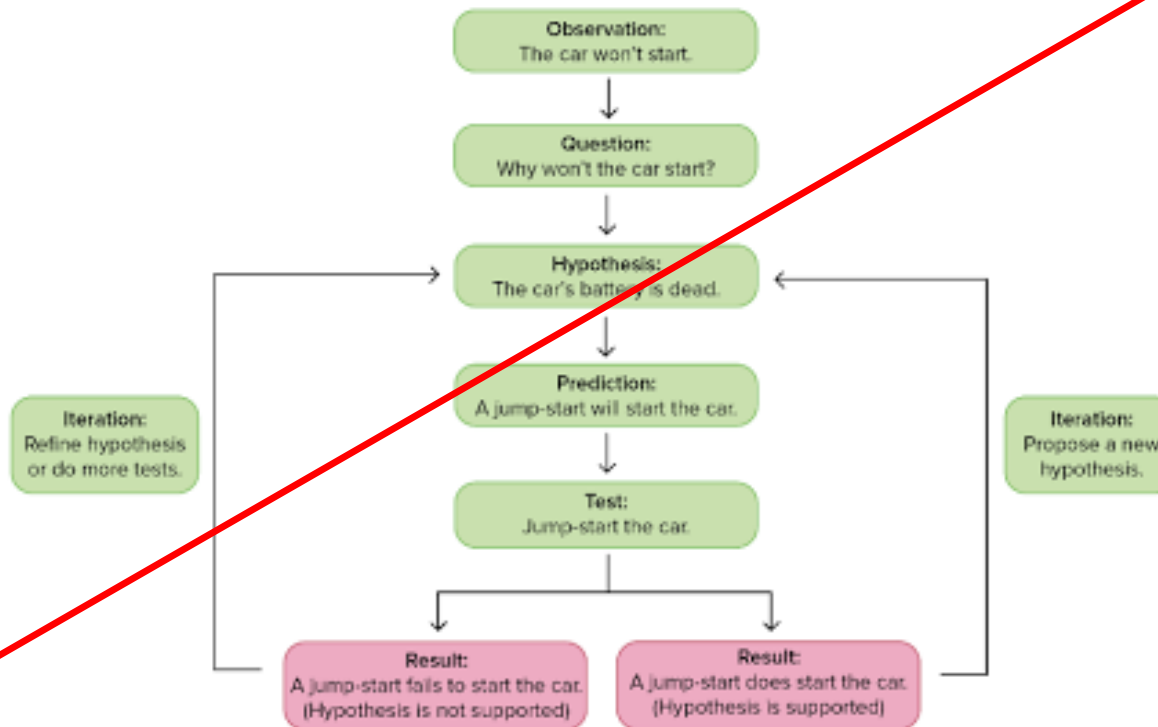 Observation:
The car won't start.
Question:
Why won't the car start?
Hypothesis:
The car's battery is dead.
Prediction:
A jump-start will start the car.
Iteration:
Refine hypothesis
or do more tests.
Iteration:
Propose a new
hypothesis.
Test:
Jump-start the car.
Result:
A jump-start fails to start the car.
(Hypothesis is not supported)
Result:
A jump-start does start the car.
(Hypothesis is supported)